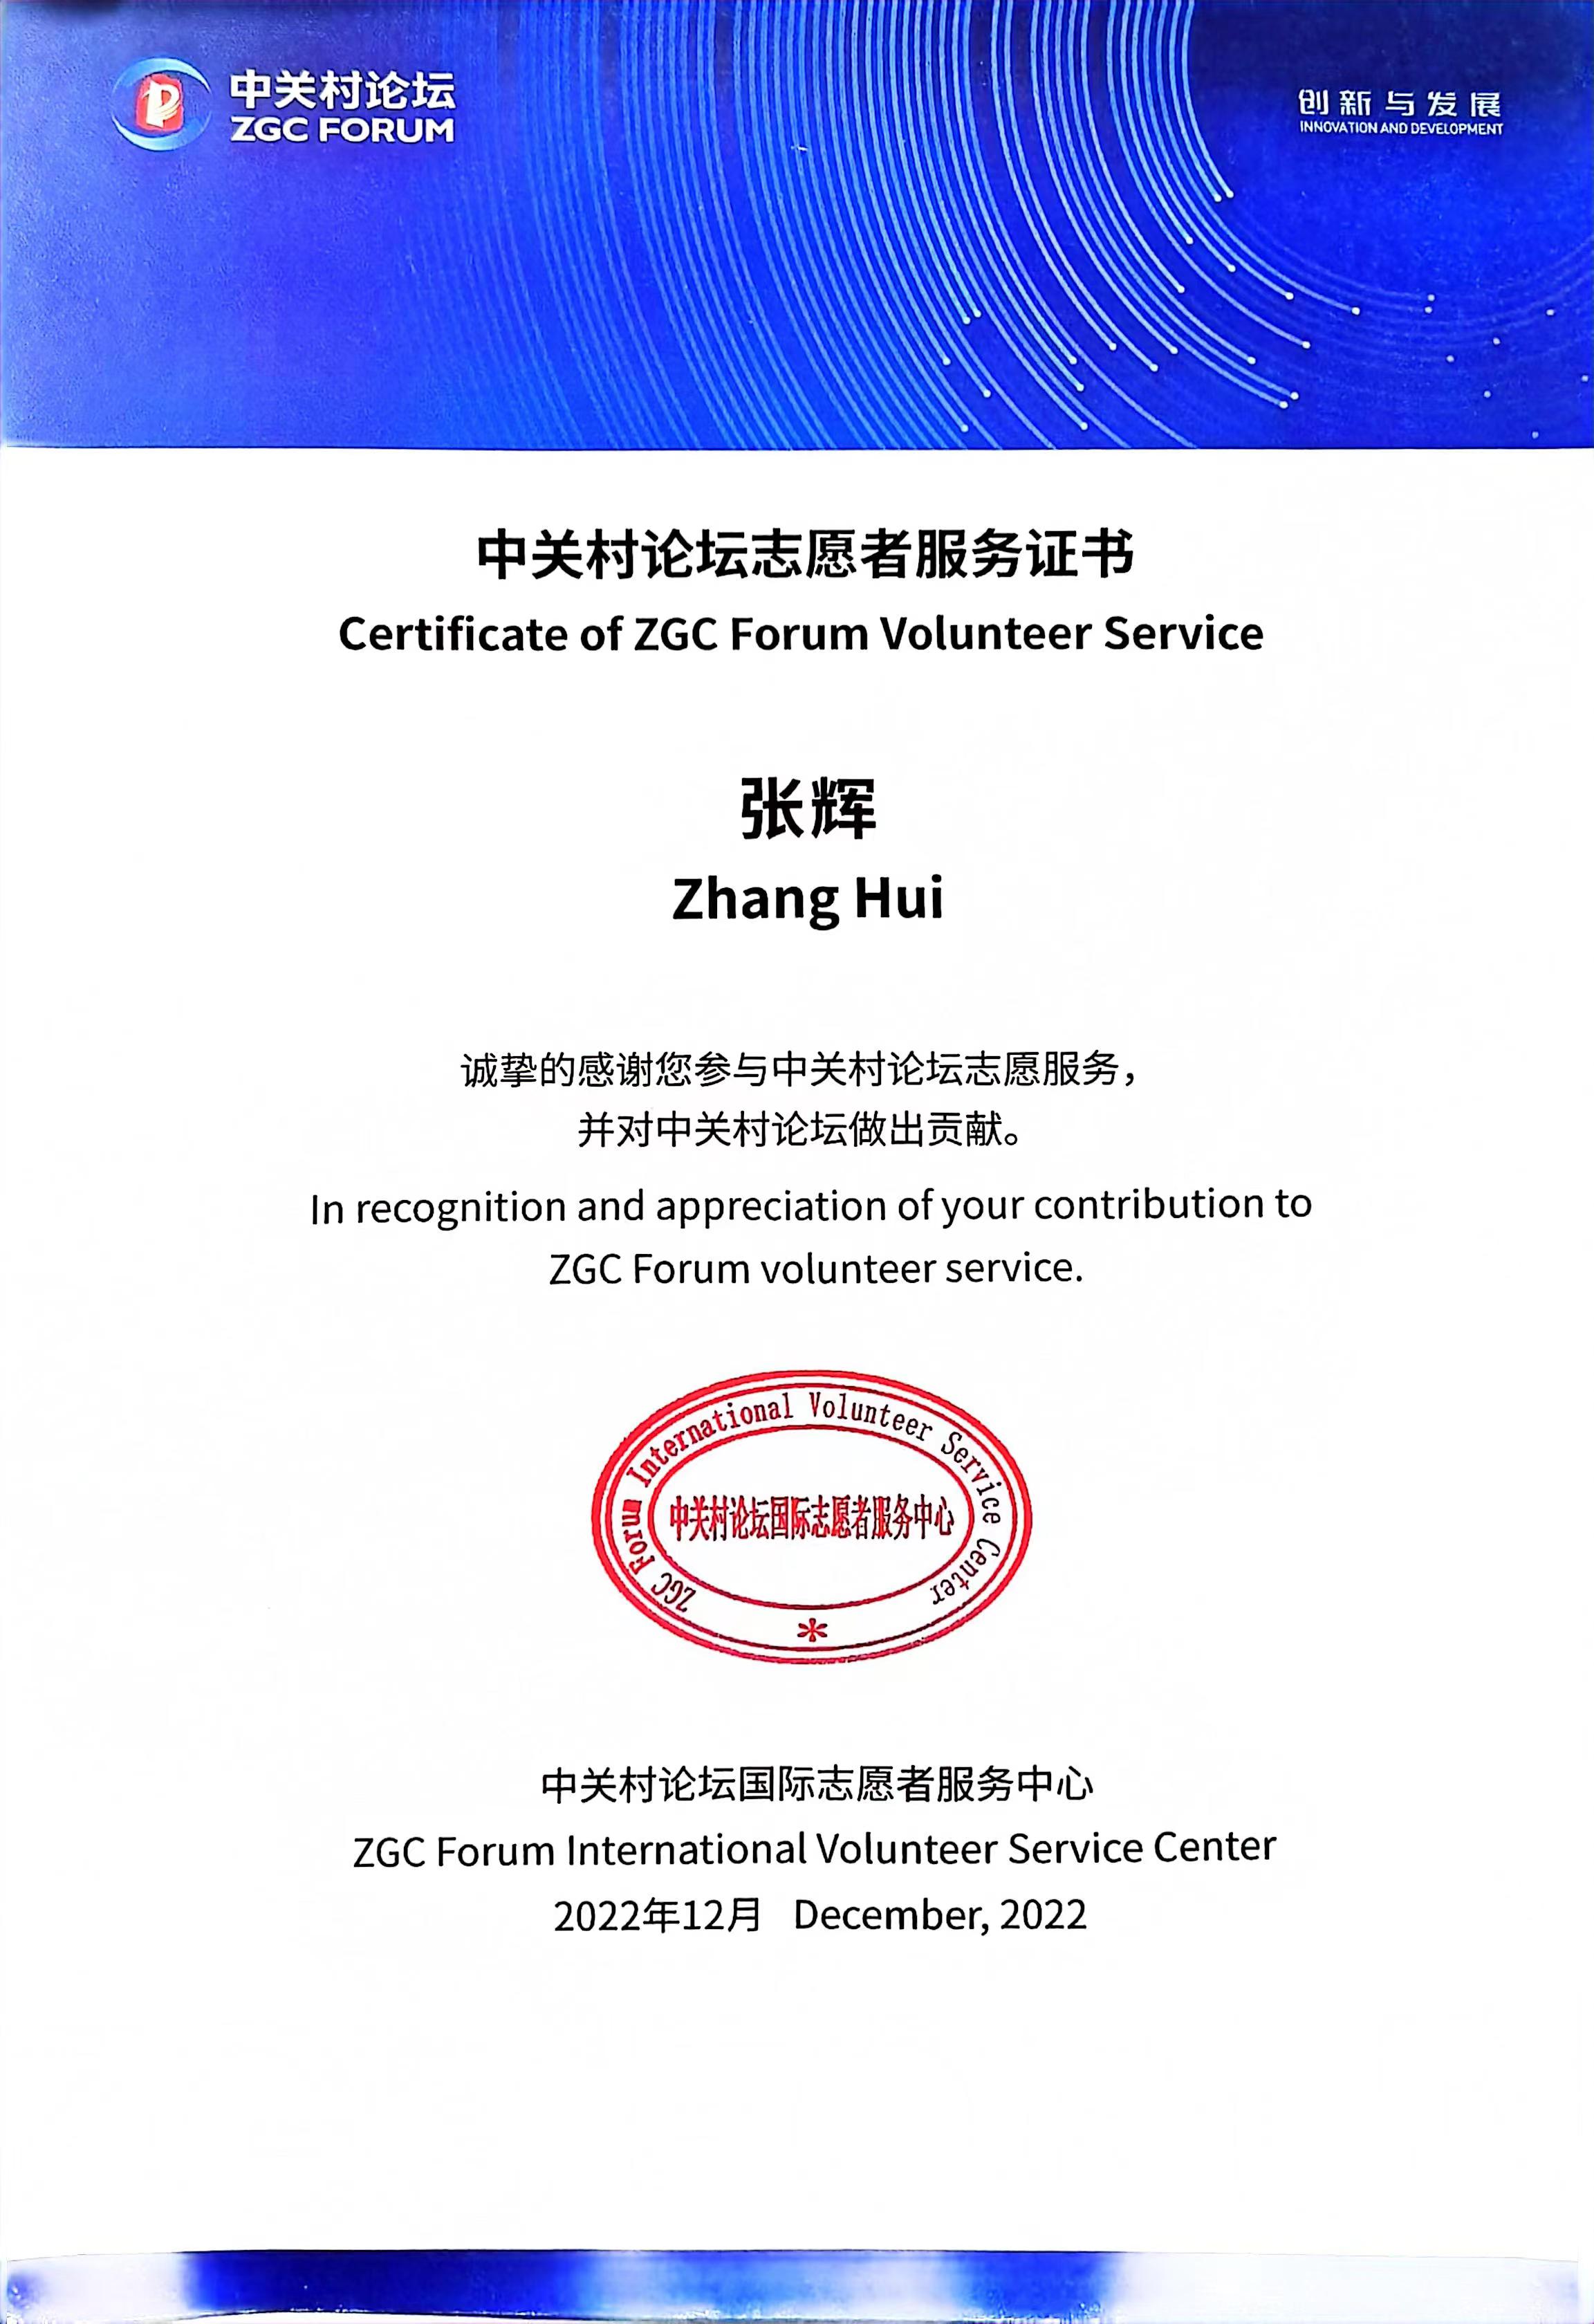 中关村论坛
ZGC FORUM
创新与发展
INNOVATION AND DEVELOPMENT
中关村论坛志愿者服务证书
Certificate of ZGC Forum Volunteer Service
张辉
Zhang Hui
诚挚的感谢您参与中关村论坛志愿服务，
并对中关村论坛做出贡献。
In recognition and appreciation of your contribution to
ZGC Forum volunteer service.
ZGC Forum International Volunteer Service Center
中关村论坛国际志愿者服务中心
中关村论坛国际志愿者服务中心
ZGC Forum International Volunteer Service Center
2022年12月 December, 2022